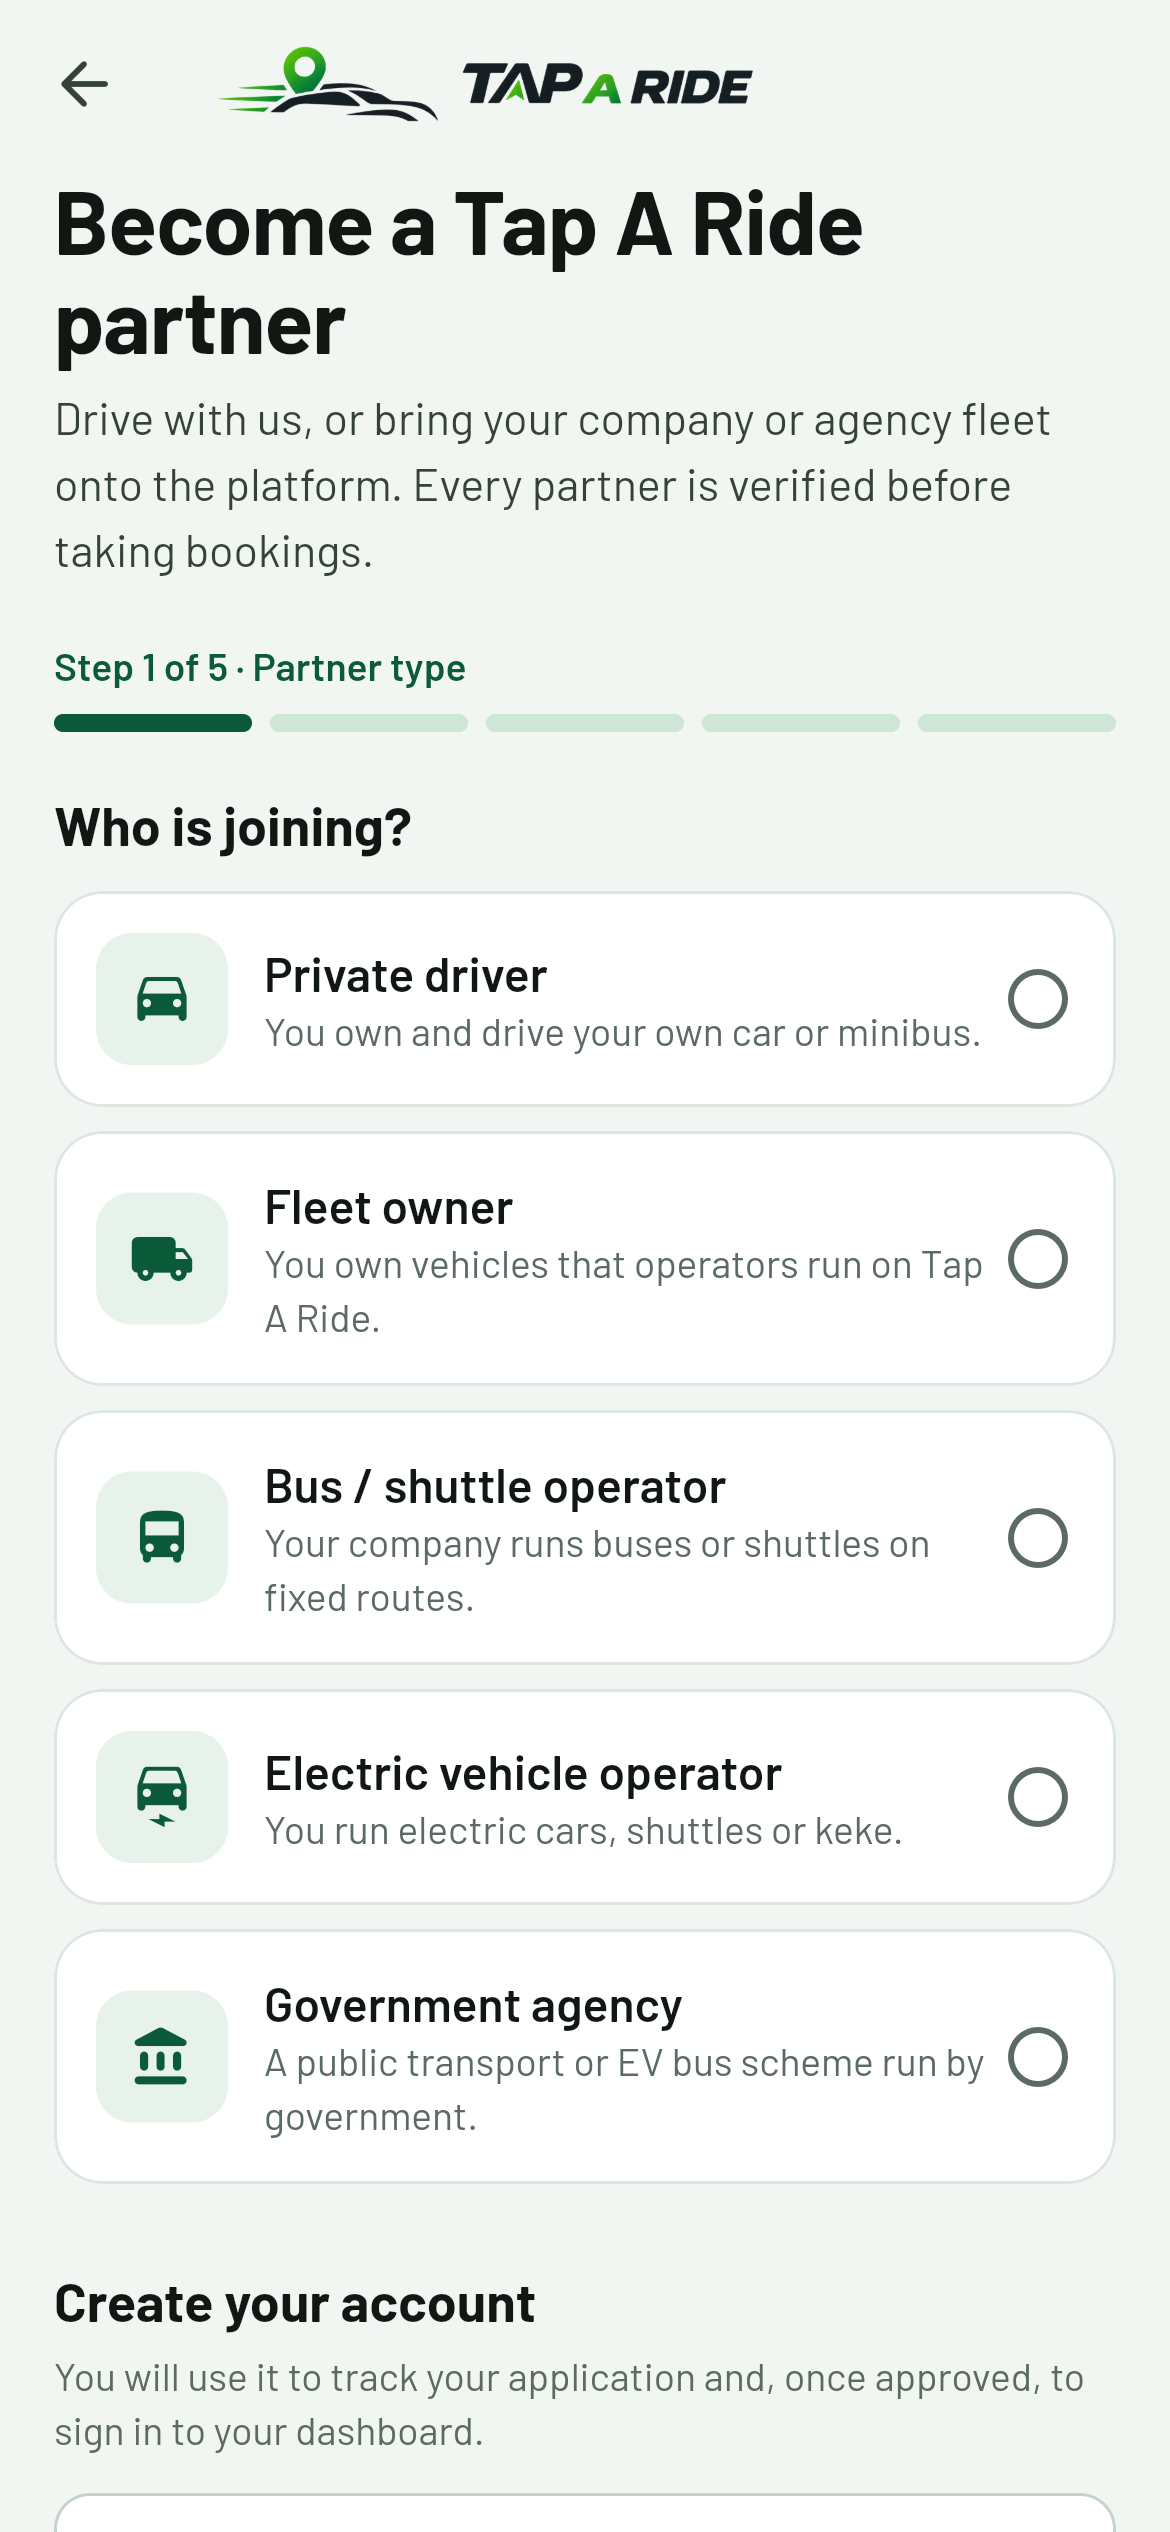 TAP A RIDE
Become a Tap A Ride
partner
Drive with us, or bring your company or agency fleet
onto the platform. Every partner is verified before
taking bookings.
Step 1 of 5 · Partner type
Who is joining?
Private driver
You own and drive your own car or minibus.
Fleet owner
You own vehicles that operators run on Tap
A Ride.
Bus / shuttle operator
Your company runs buses or shuttles on
fixed routes.
Electric vehicle operator
You run electric cars, shuttles or keke.
Government agency
A public transport or EV bus scheme run by
government.
Create your account
You will use it to track your application and, once approved, to
sign in to your dashboard.